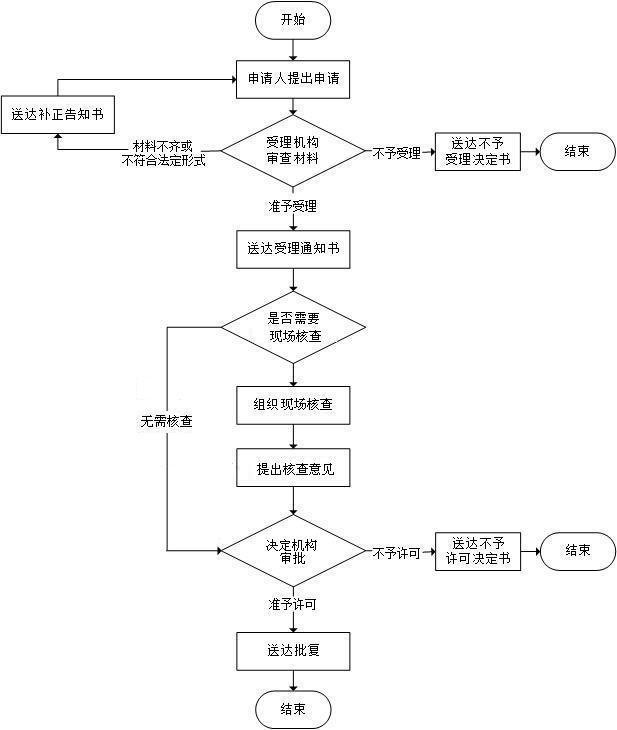 开始
申请人提出申请
送达补正告知书
材料不齐或
不符合法定形式
受理机构
审查材料
不予受理
送达不予
受理决定书
结束
准予受理
送达受理通知书
是否需要
现场核查
组织现场核查
无需核查
提出核查意见
决定机构
审批
不予许可
送达不予
许可决定书
结束
准予许可
送达批复
结束